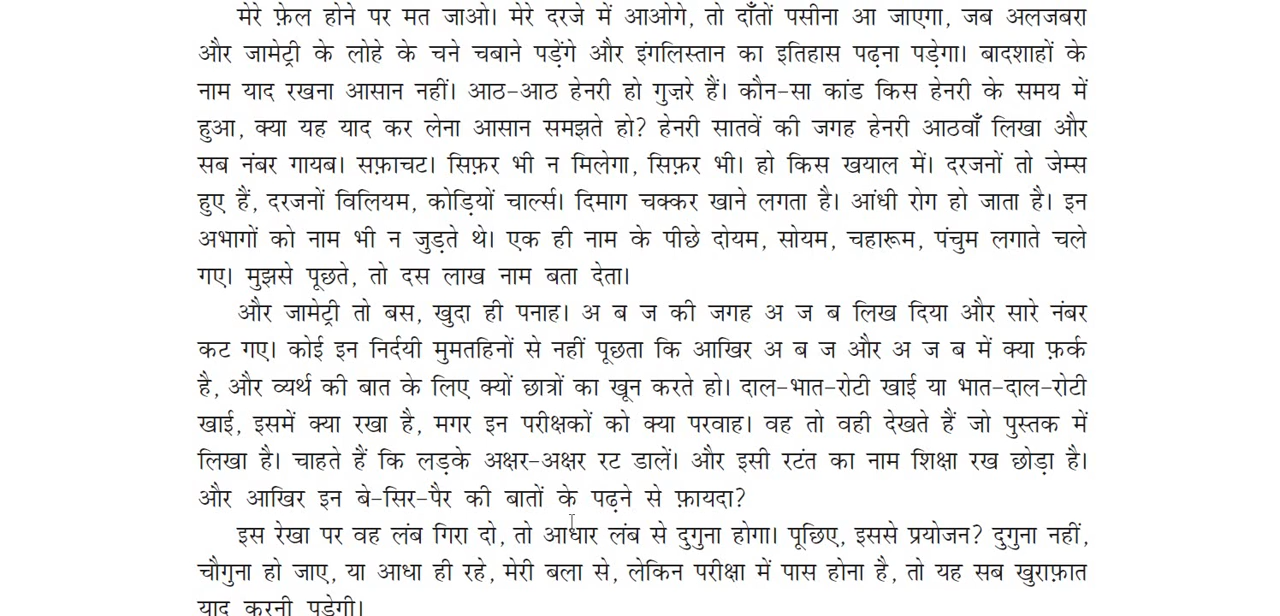 मेरे फ़ेल होने पर मत जाओ। मेरे दरजे में आओगे, तो दाँतों पसीना आ जाएगा, जब अलजबरा
और जामेट्री के लोहे के चने चबाने पड़ेंगे और इंगलिस्तान का इतिहास पढ़ना पड़ेगा। बादशाहों के
नाम याद रखना आसान नहीं। आठ-आठ हेनरी हो गुज़रे हैं। कौन-सा कांड किस हेनरी के समय में
हुआ, क्या यह याद कर लेना आसान समझते हो? हेनरी सातवें की जगह हेनरी आठवाँ लिखा और
सब नंबर गायब। सफ़ाचट। सिफ़र भी न मिलेगा, सिफ़र भी। हो किस खयाल में। दरजनों तो जेम्स
हुए हैं, दरजनों विलियम, कोड़ियों चार्ल्स। दिमाग चक्कर खाने लगता है। आंधी रोग हो जाता है। इन
अभागों को नाम भी न जुड़ते थे। एक ही नाम के पीछे दोयम, सोयम, चहारूम, पंचुम लगाते चले
गए। मुझसे पूछते, तो दस लाख नाम बता देता।
और जामेट्री तो बस, खुदा ही पनाह। अ ब ज की जगह अ ज ब लिख दिया और सारे नंबर
कट गए। कोई इन निर्दयी मुमतहिनों से नहीं पूछता कि आखिर अ ब ज और अ ज ब में क्या फ़र्क
है, और व्यर्थ की बात के लिए क्यों छात्रों का खून करते हो। दाल-भात-रोटी खाई या भात-दाल-रोटी
खाई, इसमें क्या रखा है, मगर इन परीक्षकों को क्या परवाह। वह तो वही देखते हैं जो पुस्तक में
लिखा है। चाहते हैं कि लड़के अक्षर-अक्षर रट डालें। और इसी रटंत का नाम शिक्षा रख छोड़ा है।
और आखिर इन बे-सिर-पैर की बातों के पढ़ने से फ़ायदा?
इस रेखा पर वह लंब गिरा दो, तो आधार लंब से दुगुना होगा। पूछिए, इससे प्रयोजन? दुगुना नहीं,
चौगुना हो जाए, या आधा ही रहे, मेरी बला से, लेकिन परीक्षा में पास होना है, तो यह सब खुराफ़ात
याद करनी पड़ेगी।